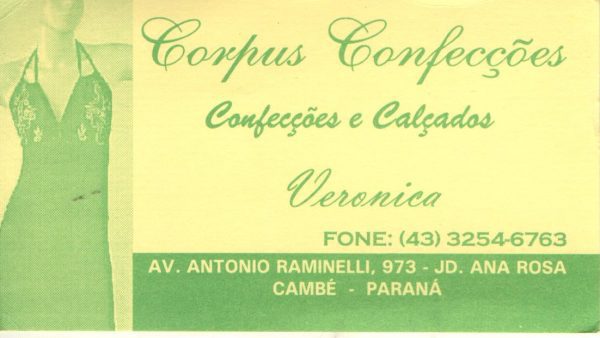 Corpus Confecções
Confecções e Calçados
Veronica
FONE: (43) 3254-6763
AV. ANTONIO RAMINELLI, 973 - JD. ANA ROSA
CAMBÉ - PARANÁ